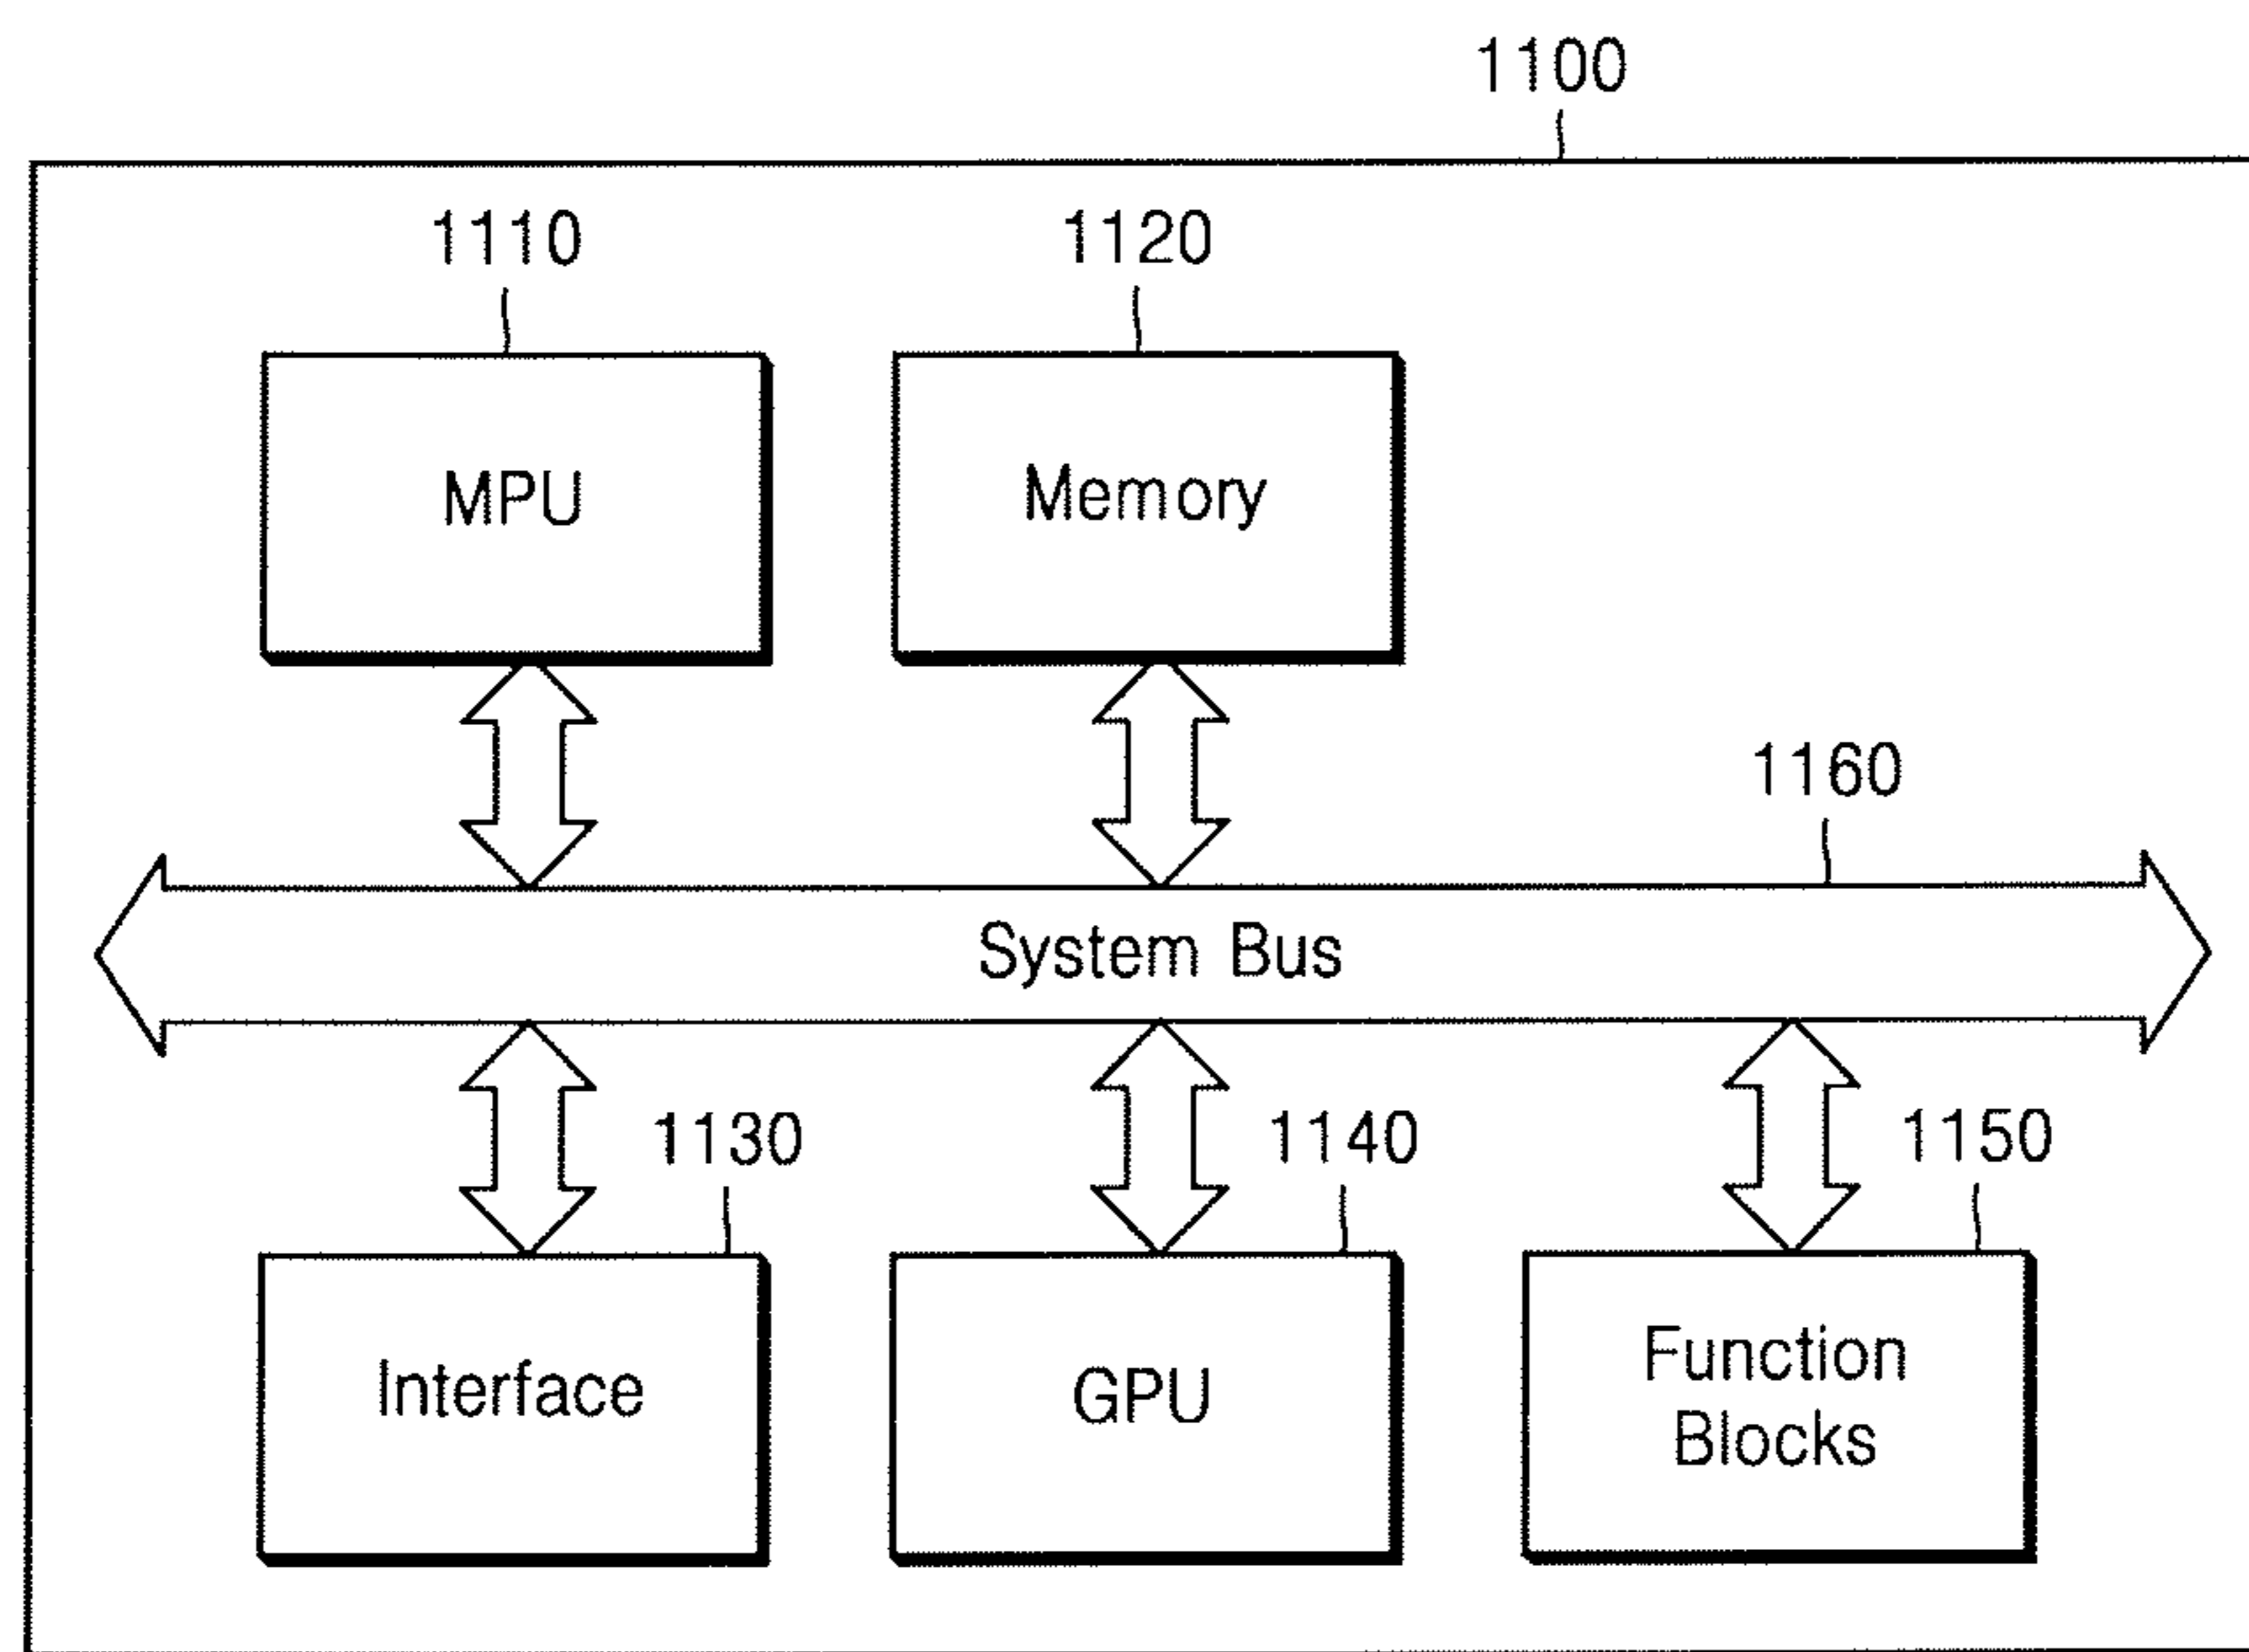 1100
1110
1120
MPU
Memory
1160
System Bus
1130
1140
1150
Interface
GPU
Function
Blocks